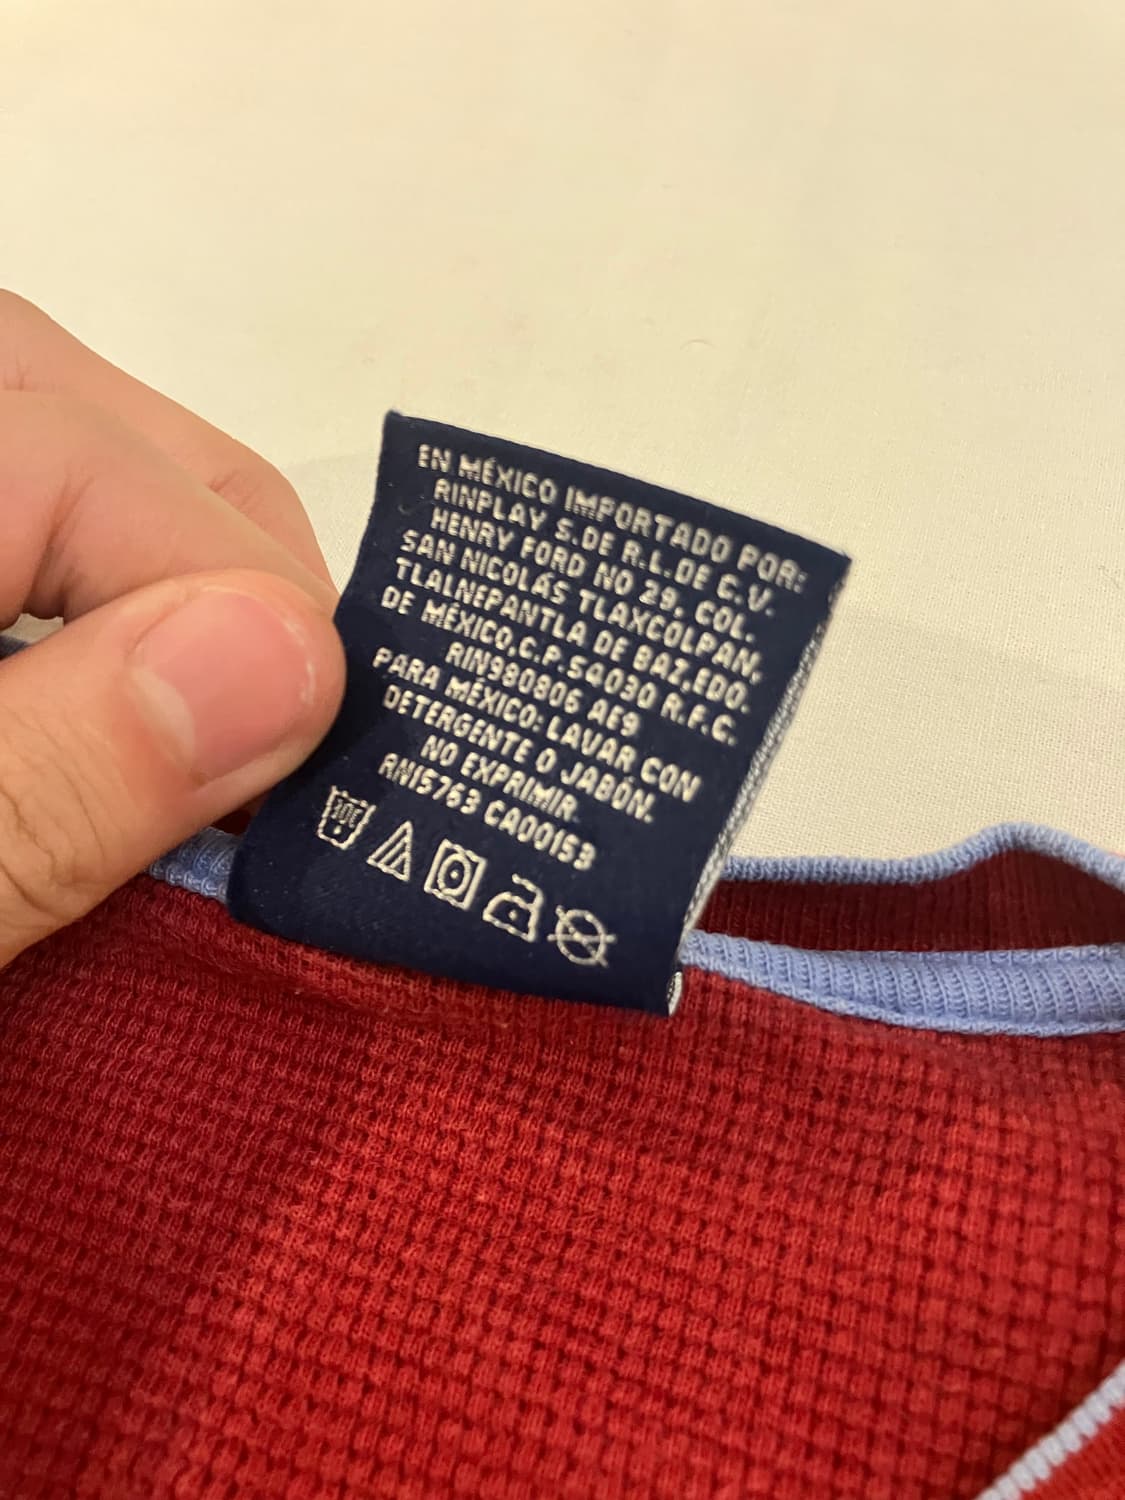 EN MÉXICO IMPORTADO POR:
RINPLAY S.DE R.L.DE C.V.
HENRY FORD NO 29, COL.
SAN NICOLÁS TLAXCOLPAN,
TLALNEPANTLA DE BAZ,EDO.
DE MÉXICO,C.P.54030 R.F.C.
RIN980806 AE9
PARA MÉXICO: LAVAR CON
DETERGENTE O JABÓN.
NO EXPRIMIR
RN15763 CA00153
30C